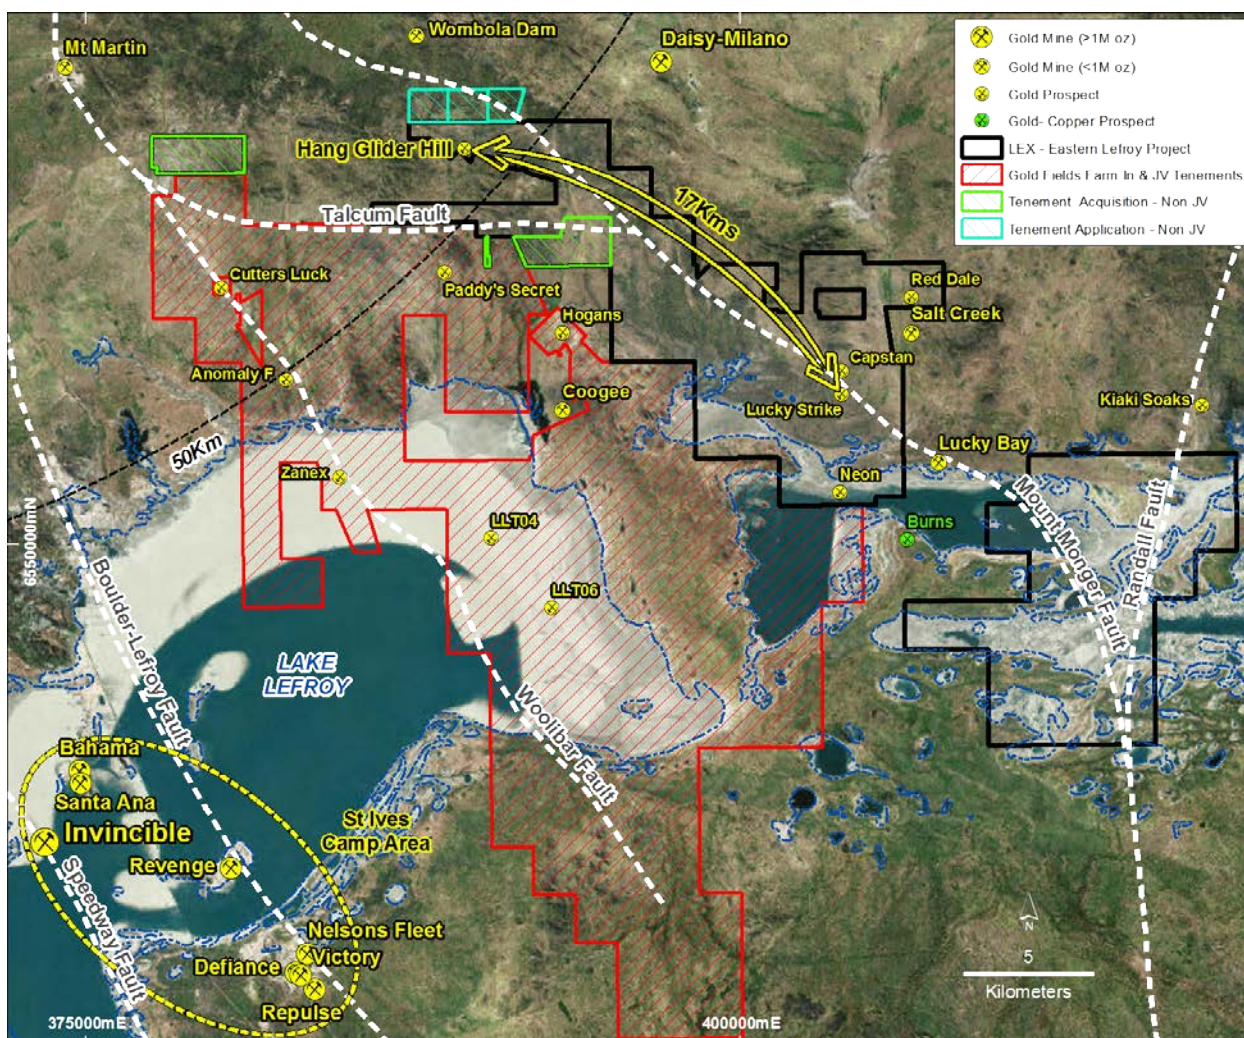 Mt Martin
Wombola Dam
Daisy-Milano
Gold Mine (>1M oz)
Gold Mine (<1M oz)
Gold Prospect
Gold- Copper Prospect
LEX - Eastern Lefroy Project
Gold Fields Farm In & JV Tenements
Tenement Acquisition - Non JV
Tenement Application - Non JV
Hang Glider Hill
17Kms
Talcum Fault
Cutters Luck
Paddy's Secret
Hogans
Red Dale
Salt Creek
Anomaly F
Capstan
Coogee
Lucky Strike
Kiaki Soaks
50Km
Zanex
Lucky Bay
Neon
LLT04
Burns
Mount Monger Fault
Randall Fault
6550000mN
Boulder-Lefroy Fault
LLT06
LAKE
LEFROY
Woolibar Fault
Bahama
Santa Ana
Invincible
St Ives
Camp Area
Revenge
Speedway Fault
Nelsons Fleet
Victory
Defiance
Repulse
N
5
Kilometers
375000mE
400000mE